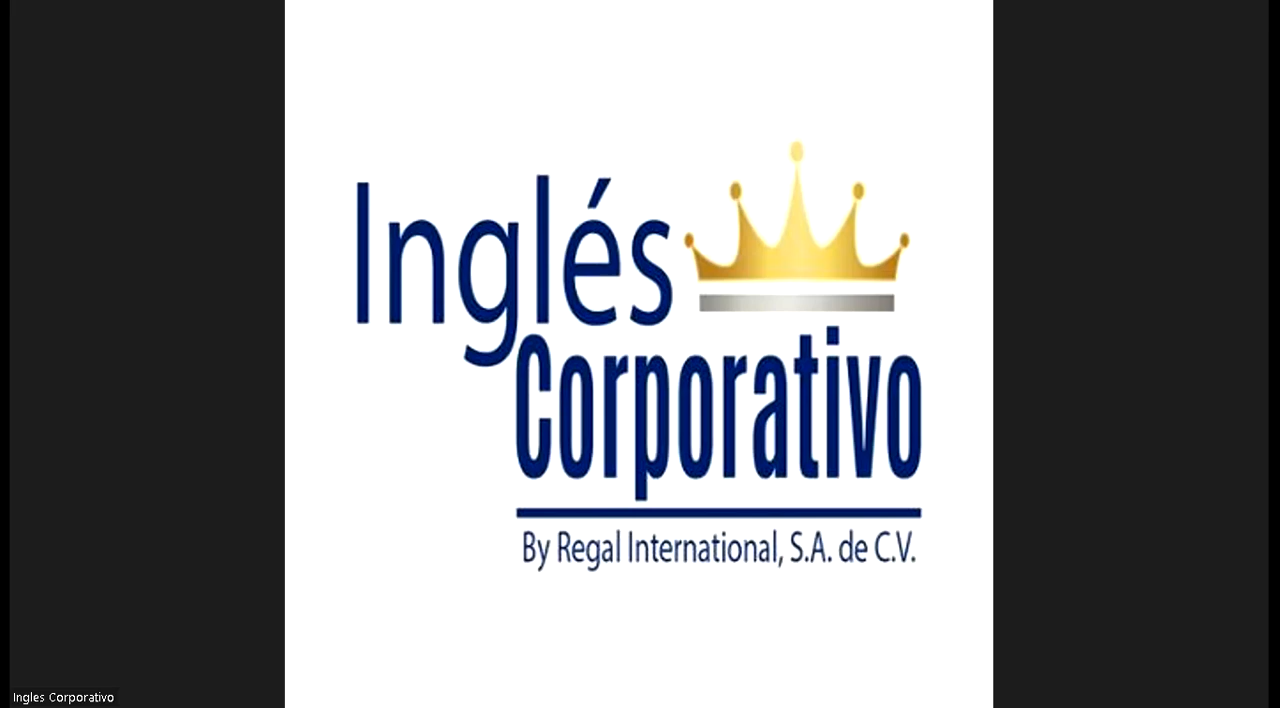 Inglés
Corporativo
By Regal International, S.A. de C.V.
Ingles Corporativo